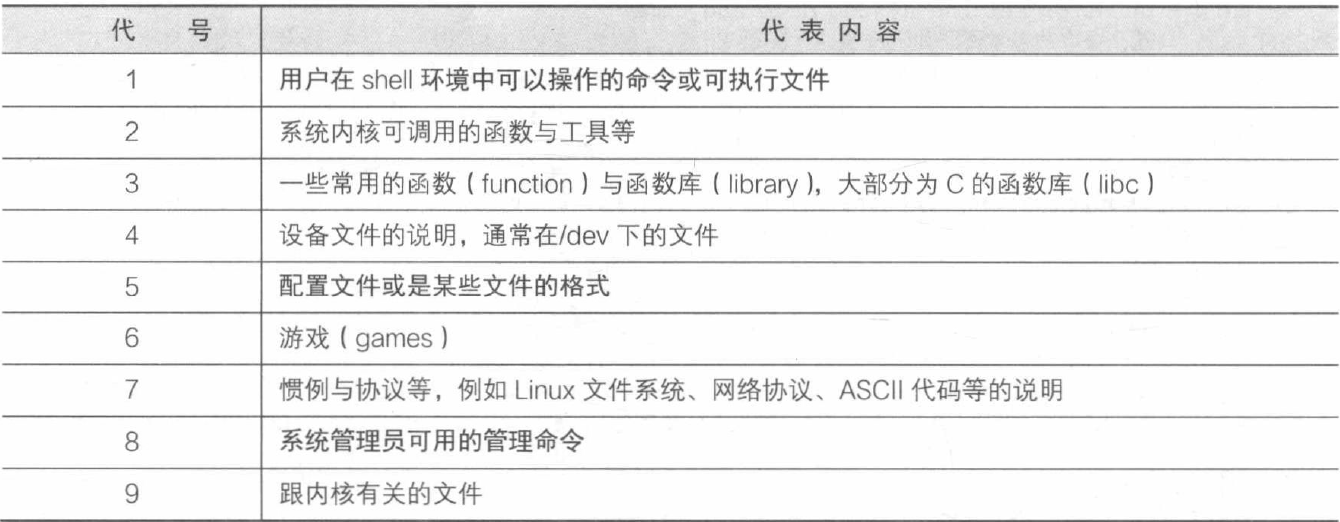 代 号 代表内容
1 用户在 shell 环境中可以操作的命令或可执行文件
2 系统内核可调用的函数与工具等
3 一些常用的函数（function）与函数库（library），大部分为 C 的函数库（libc）
4 设备文件的说明，通常在/dev 下的文件
5 配置文件或是某些文件的格式
6 游戏（games）
7 惯例与协议等，例如 Linux 文件系统、网络协议、ASCII 代码等的说明
8 系统管理员可用的管理命令
9 跟内核有关的文件